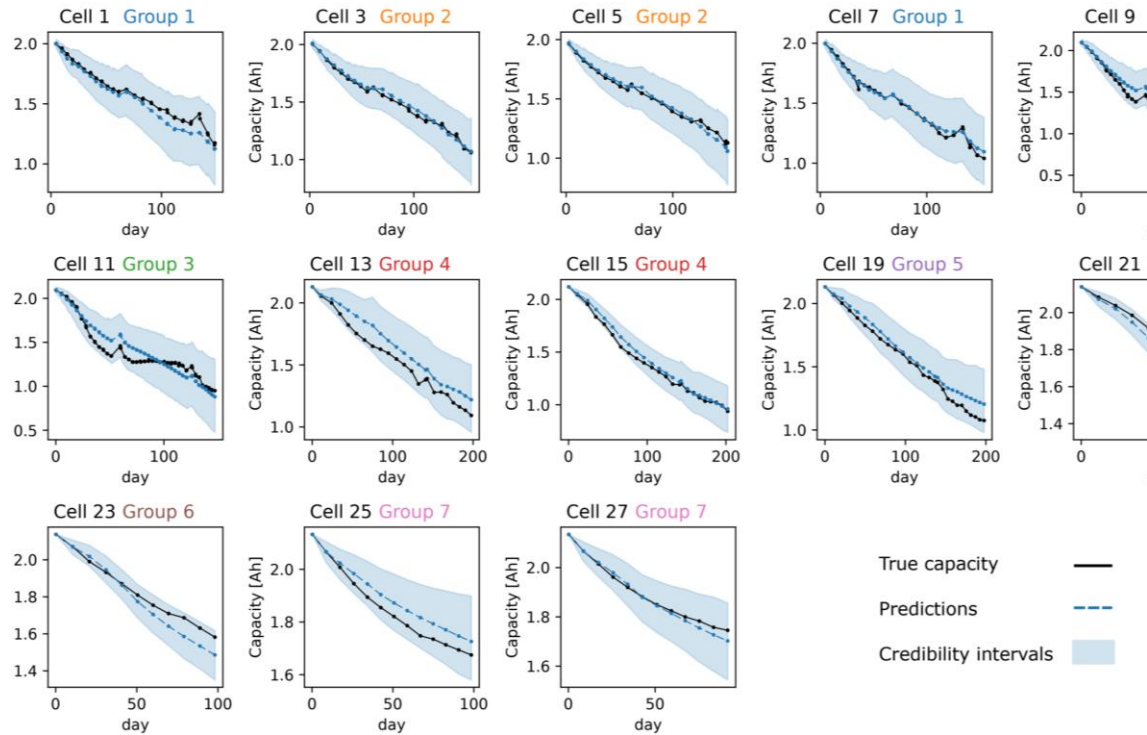 Cell 1 Group 1
Cell 3 Group 2
Cell 5 Group 2
Cell 7 Group 1
Cell 9
2.0
1.5
1.0
100
day
Capacity [Ah]
2.0
1.5
1.0
0
100
day
Capacity [Ah]
2.0
1.5
1.0
0
100
day
Capacity [Ah]
2.0
1.5
1.0
0
100
day
Capacity [Ah]
2.0
1.5
1.0
0.5
0
Cell 11 Group 3
Cell 13 Group 4
Cell 15 Group 4
Cell 19 Group 5
Cell 21
2.0
1.5
1.0
0.5
0
100
day
Capacity [Ah]
2.0
1.5
1.0
0
100
200
day
Capacity [Ah]
2.0
1.5
1.0
0
100
200
day
Capacity [Ah]
2.0
1.5
1.0
0
100
200
day
Capacity [Ah]
2.0
1.8
1.6
1.4
0
Cell 23 Group 6
Cell 25 Group 7
Cell 27 Group 7
2.0
1.8
1.6
1.4
0
50
100
day
Capacity [Ah]
2.0
1.8
1.6
0
50
100
day
Capacity [Ah]
2.0
1.8
1.6
0
50
day
True capacity
Predictions
Credibility intervals